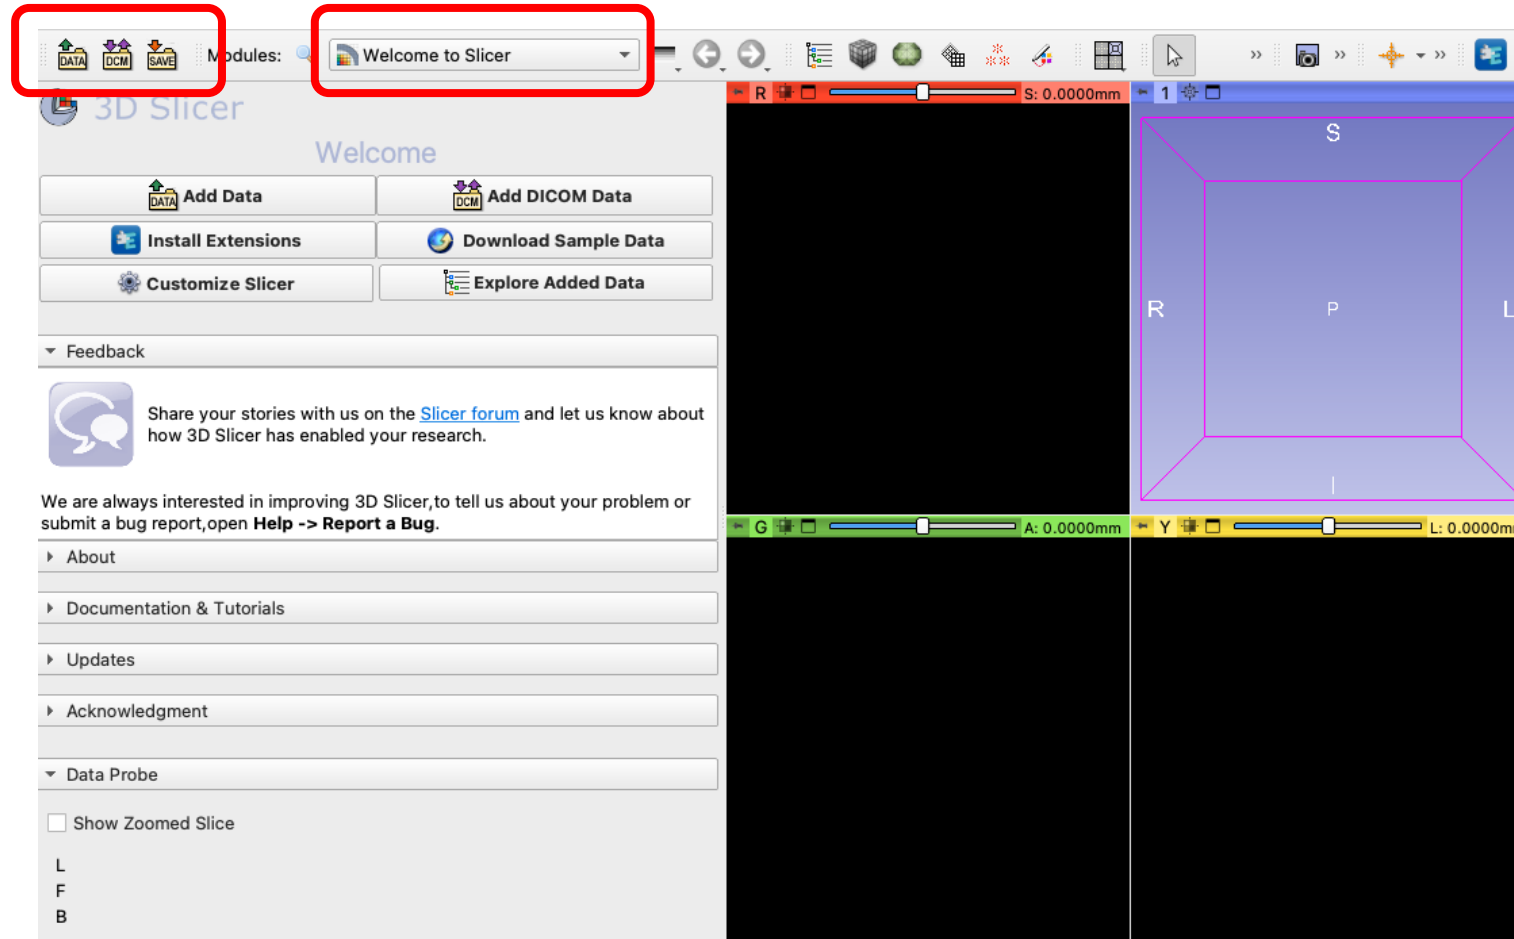 DATA DCM SAVE Modules: Welcome to Slicer
3D Slicer
Welcome
DATA Add Data
DCM Add DICOM Data
Install Extensions
Download Sample Data
Customize Slicer
Explore Added Data
Feedback
Share your stories with us on the Slicer forum and let us know about
how 3D Slicer has enabled your research.
We are always interested in improving 3D Slicer,to tell us about your problem or
submit a bug report,open Help -> Report a Bug.
About
Documentation & Tutorials
Updates
Acknowledgment
Data Probe
Show Zoomed Slice
L
F
B
R S: 0.0000mm
1
S
R
P
L
I
G A: 0.0000mm
Y L: 0.0000m